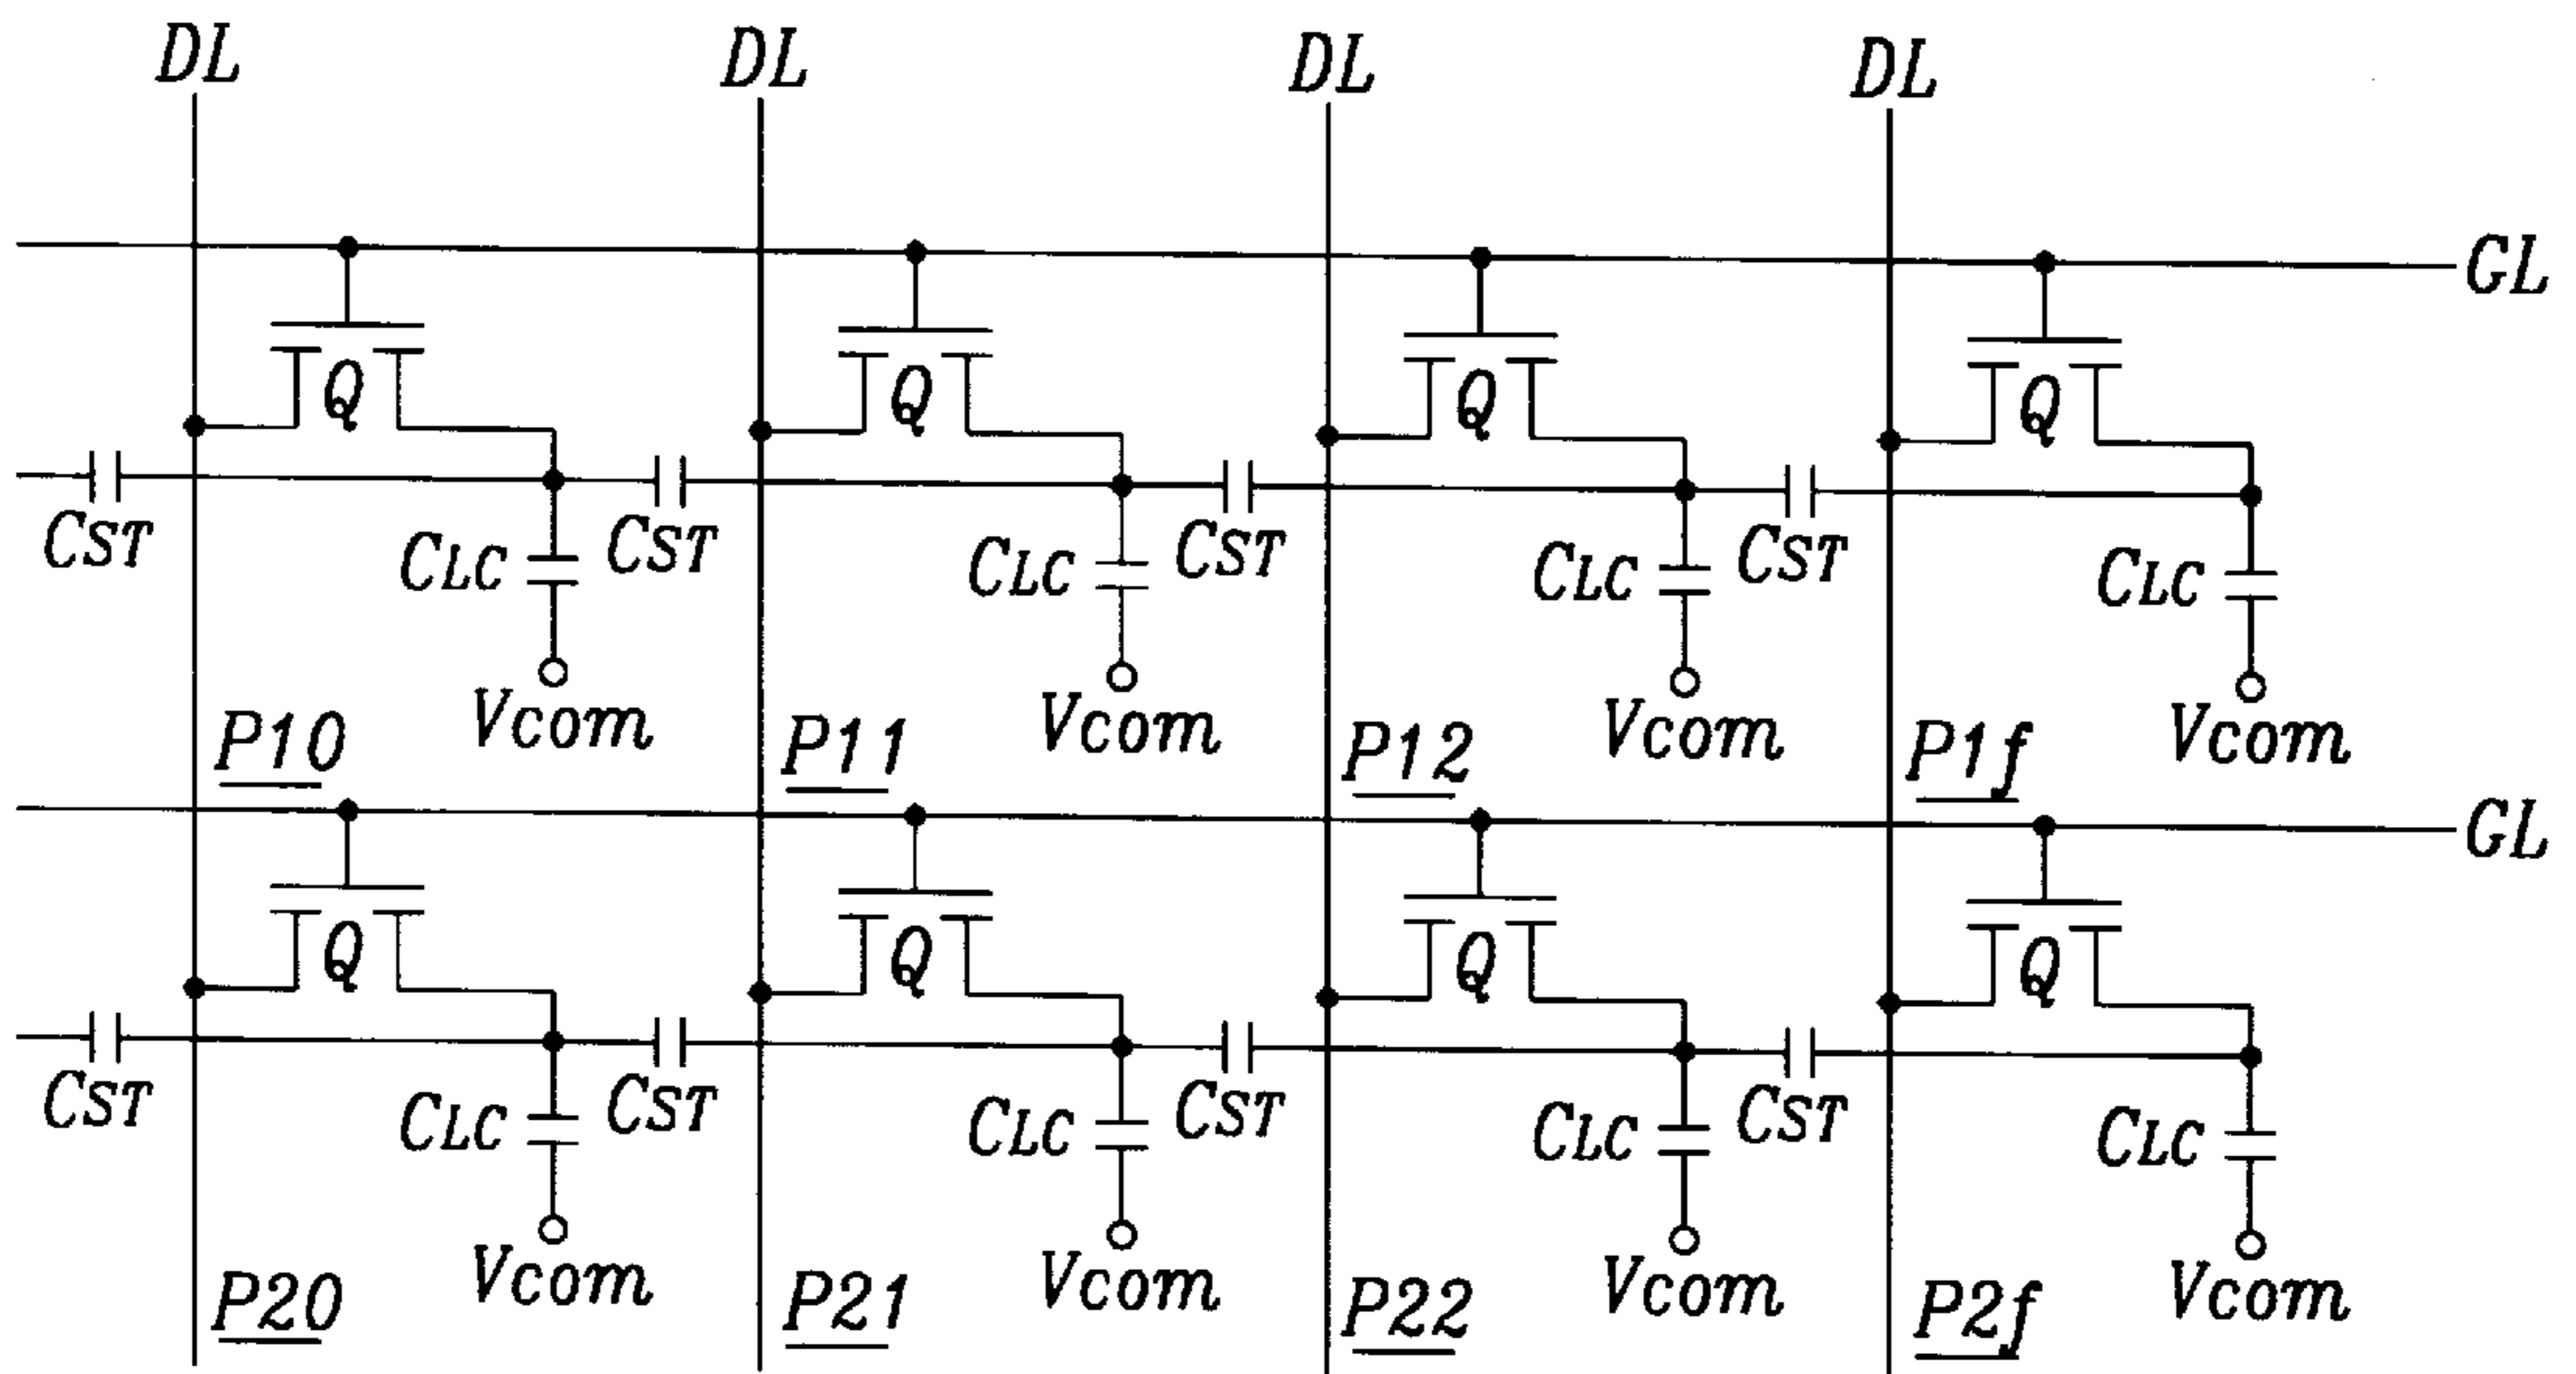 DL DL DL DL
GL
Q Q Q Q
CST CLC CST CLC CST CLC CST CLC
Vcom Vcom Vcom Vcom
P10 P11 P12 P1f
GL
Q Q Q Q
CST CLC CST CLC CST CLC CST CLC
Vcom Vcom Vcom Vcom
P20 P21 P22 P2f